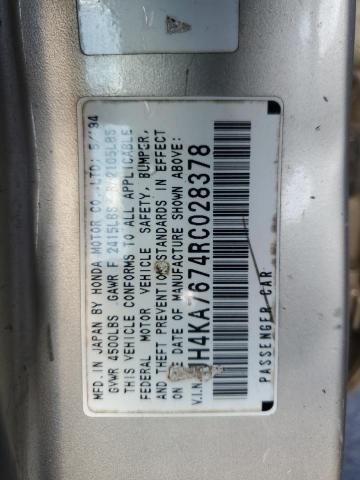 MFD.IN JAPAN BY HONDA MOTOR CO.,LTD; 5/94
GVWR 4500LBS GAWR F 2415LBS R 2105LBS
THIS VEHICLE CONFORMS TO ALL APPLICABLE
FEDERAL MOTOR VEHICLE SAFETY, BUMPER,
AND THEFT PREVENTION STANDARDS IN EFFECT
ON THE DATE OF MANUFACTURE SHOWN ABOVE.
V.I.N. JH4KA7674RC028378
PASSENGER CAR